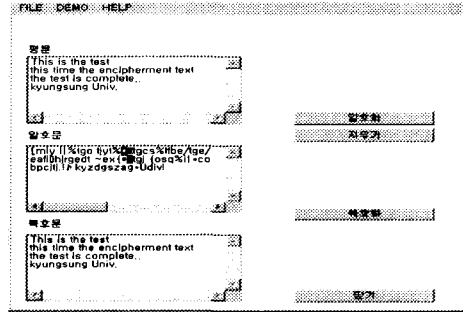 FILE DEMO HELP
평문
This is the test
this time the encipherment text
the test is complete..
kyungsung Univ.
암호문
암호화
지우기
복호문
This is the test
this time the encipherment text
the test is complete..
kyungsung Univ.
복호화
닫기